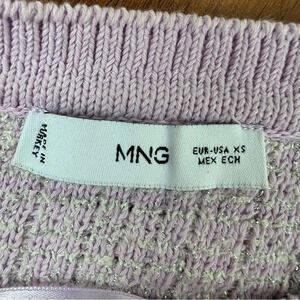 MADE IN
TURKEY
MNG
EUR-USA XS
MEX ECH